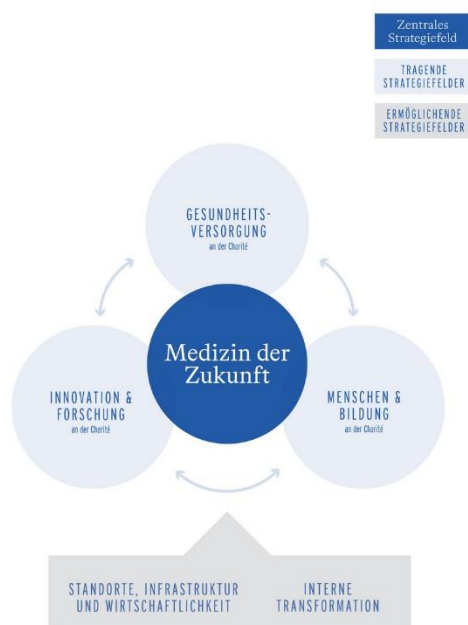 Zentrales
Strategiefeld
TRAGENDE
STRATEGIEFELDER
ERMÖGLICHENDE
STRATEGIEFELDER
GESUNDHEITS-
VERSORGUNG
an der Charité
Medizin der
Zukunft
INNOVATION &
FORSCHUNG
an der Charité
MENSCHEN &
BILDUNG
an der Charité
STANDORTE, INFRASTRUKTUR
UND WIRTSCHAFTLICHKEIT
INTERNE
TRANSFORMATION